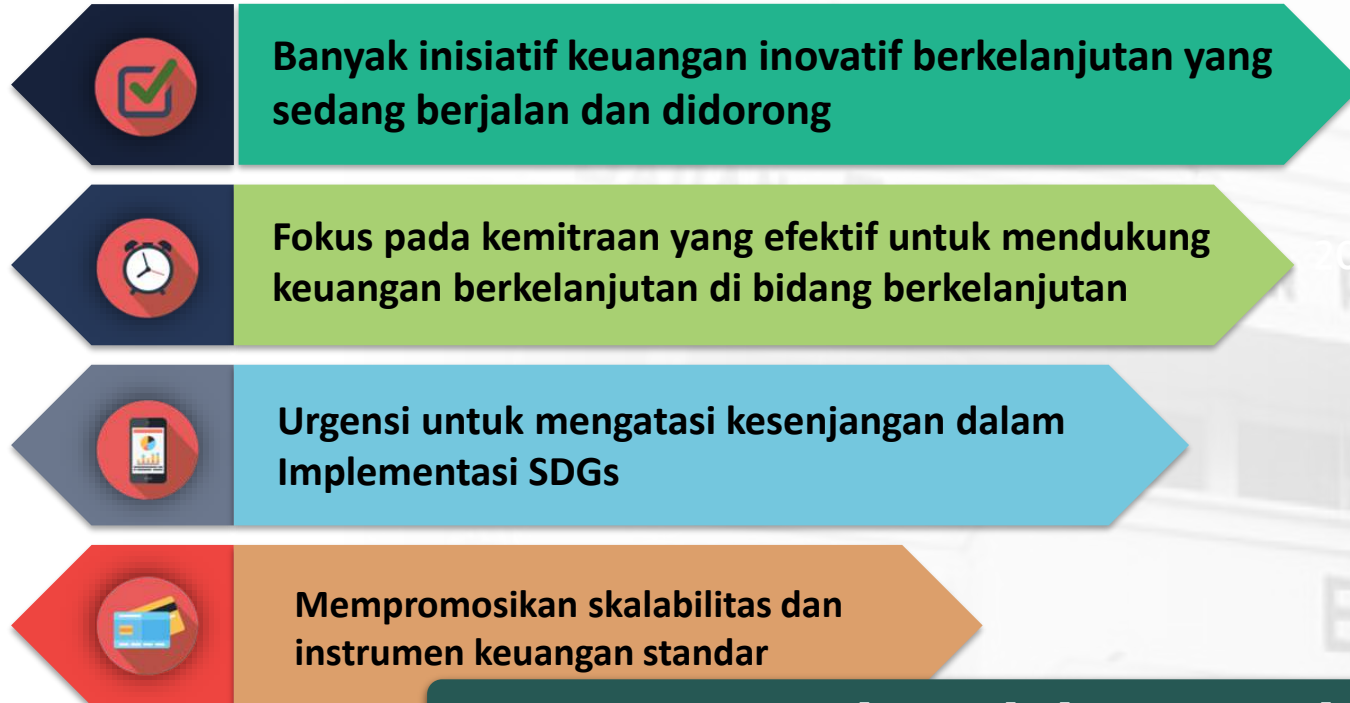 Banyak inisiatif keuangan inovatif berkelanjutan yang
sedang berjalan dan didorong
Fokus pada kemitraan yang efektif untuk mendukung
keuangan berkelanjutan di bidang berkelanjutan
Urgensi untuk mengatasi kesenjangan dalam
Implementasi SDGs
Mempromosikan skalabilitas dan
instrumen keuangan standar